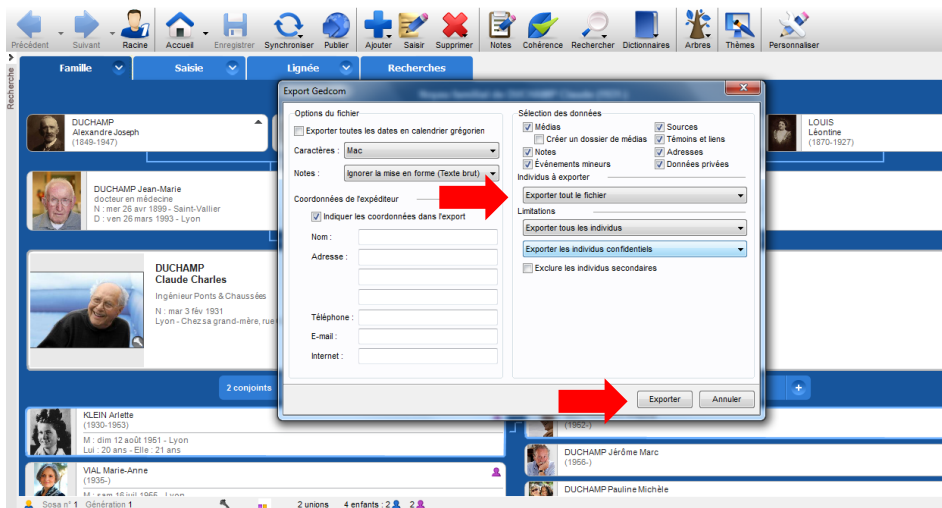 Précédent Suivant Racine Accueil Enregistrer Synchroniser Publier Ajouter Saisir Supprimer Notes Cohérence Rechercher Dictionnaires Arbres Thèmes Personnaliser
Recherche
Famille Saisie Lignée Recherches
DUCHAMP
Alexandre Joseph
(1849-1947)
LOUIS
Léontine
(1870-1927)
DUCHAMP Jean-Marie
docteur en médecine
N : mer 26 avr 1899 - Saint-Vallier
D : ven 26 mars 1993 - Lyon
DUCHAMP
Claude Charles
Ingénieur Ponts & Chaussées
N : mar 3 fév 1931
Lyon - Chez sa grand-mère, rue
2 conjoints
Export Gedcom
Options du fichier
Exporter toutes les dates en calendrier grégorien
Caractères : Mac
Notes : Ignorer la mise en forme (Texte brut)
Coordonnées de l'expéditeur
Indiquer les coordonnées dans l'export
Nom :
Adresse :
Téléphone :
E-mail :
Internet :
Sélection des données
Médias Sources
Créer un dossier de médias Témoins et liens
Notes Adresses
Événements mineurs Données privées
Individus à exporter
Exporter tout le fichier
Limitations
Exporter tous les individus
Exporter les individus confidentiels
Exclure les individus secondaires
Exporter Annuler
KLEIN Arlette
(1930-1963)
M : dim 12 août 1951 - Lyon
Lui : 20 ans - Elle : 21 ans
VIAL Marie-Anne
(1935-)
(1952-)
DUCHAMP Jérôme Marc
(1956-)
DUCHAMP Pauline Michèle
Sosa n° 1 Génération 1 2 unions 4 enfants : 2 2